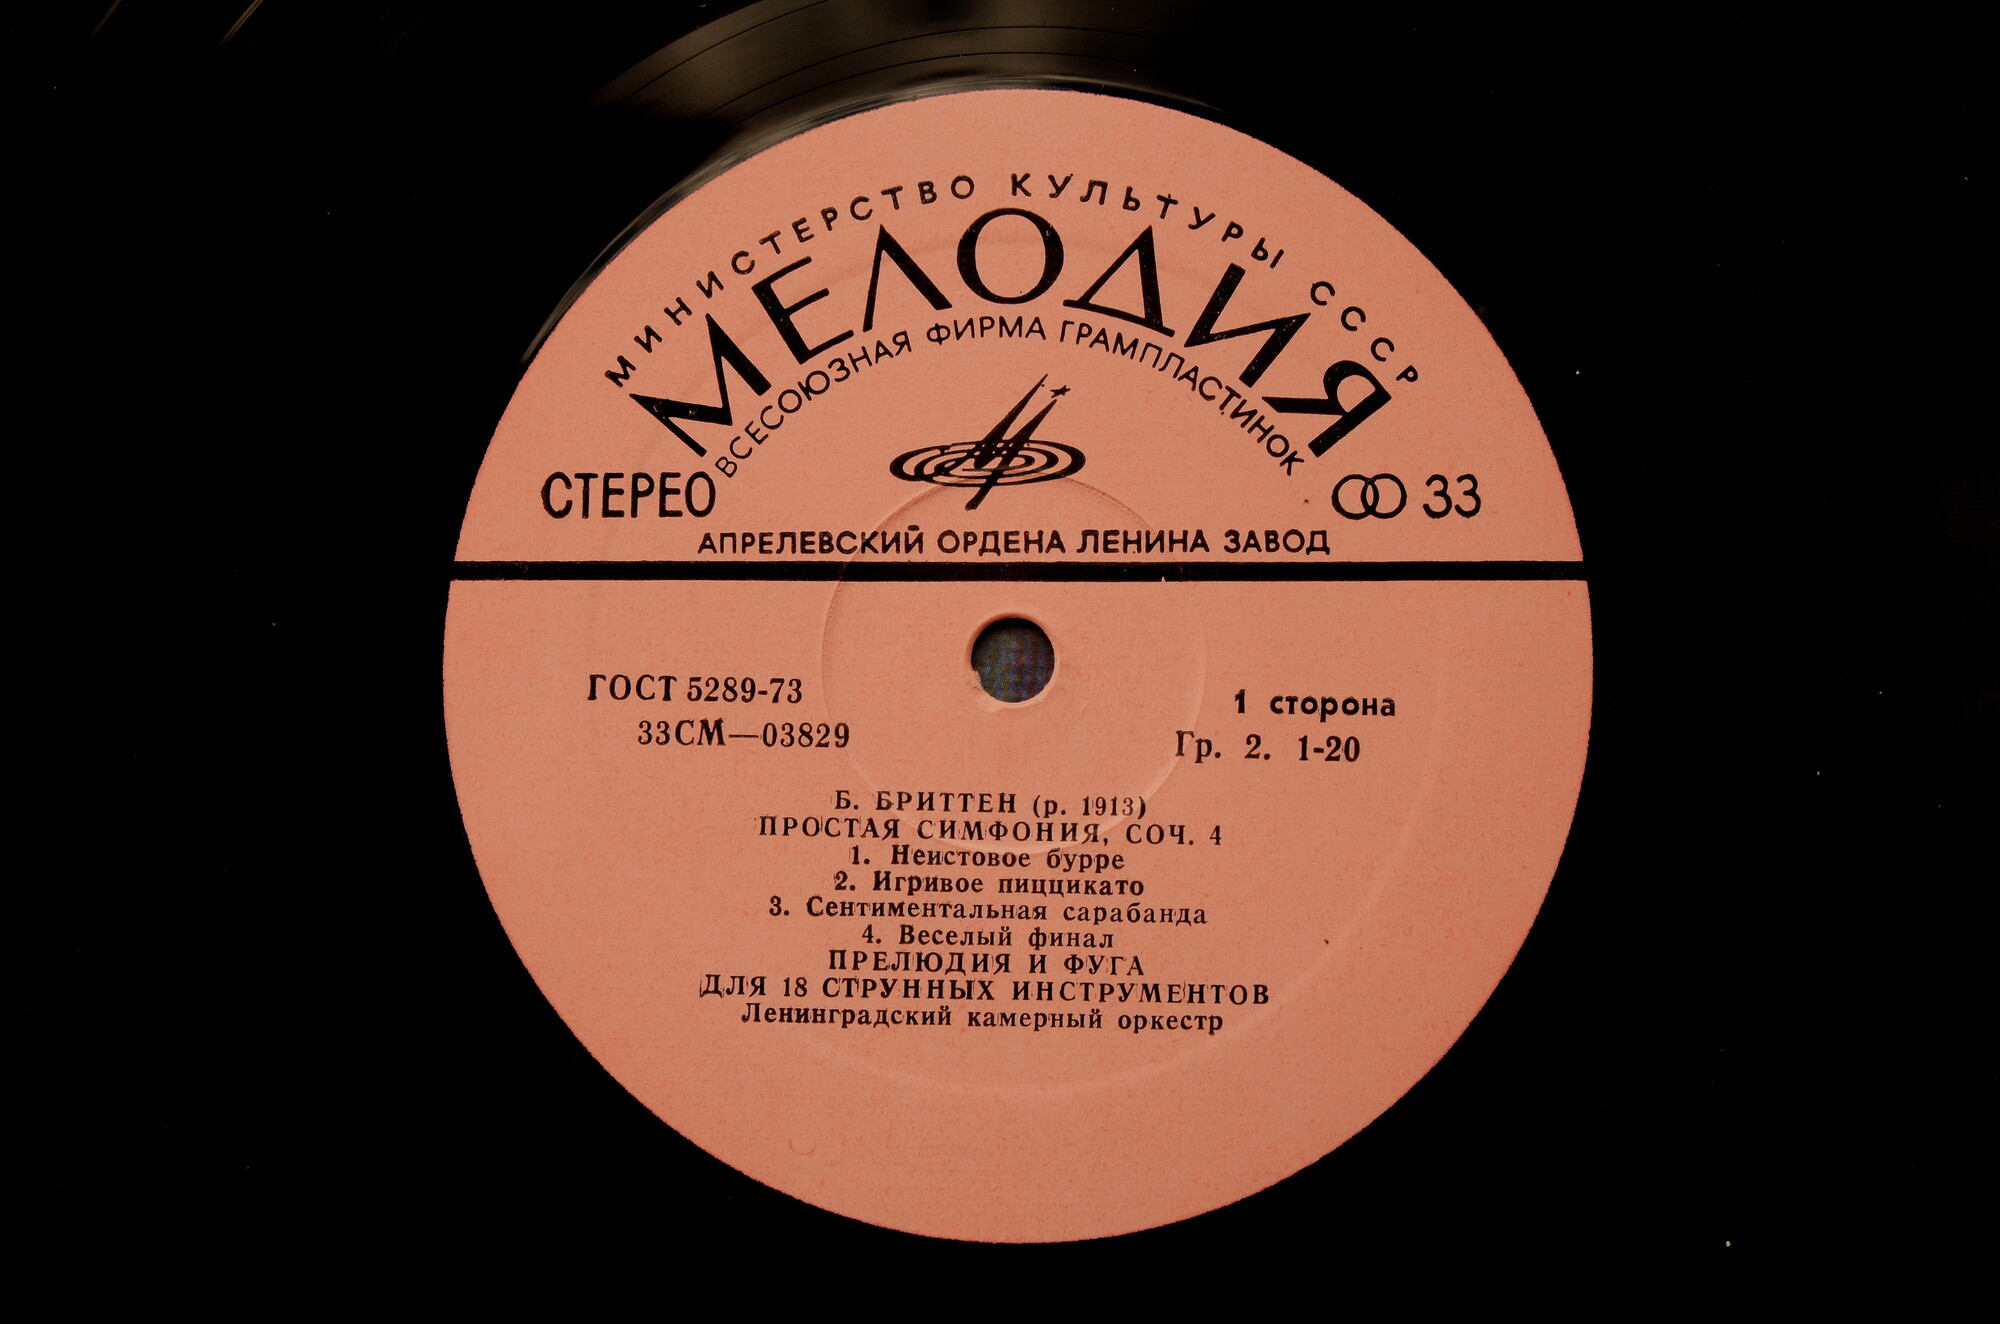 МИНИСТЕРСТВО КУЛЬТУРЫ СССР
МЕЛОДИЯ
ВСЕСОЮЗНАЯ ФИРМА ГРАМПЛАСТИНОК
СТЕРЕО 33
АПРЕЛЕВСКИЙ ОРДЕНА ЛЕНИНА ЗАВОД
ГОСТ 5289-73 1 сторона
33СМ—03829 Гр. 2. 1-20
Б. БРИТТЕН (р. 1913)
ПРОСТАЯ СИМФОНИЯ, СОЧ. 4
1. Неистовое бурре
2. Игривое пиццикато
3. Сентиментальная сарабанда
4. Веселый финал
ПРЕЛЮДИЯ И ФУГА
ДЛЯ 18 СТРУННЫХ ИНСТРУМЕНТОВ
Ленинградский камерный оркестр